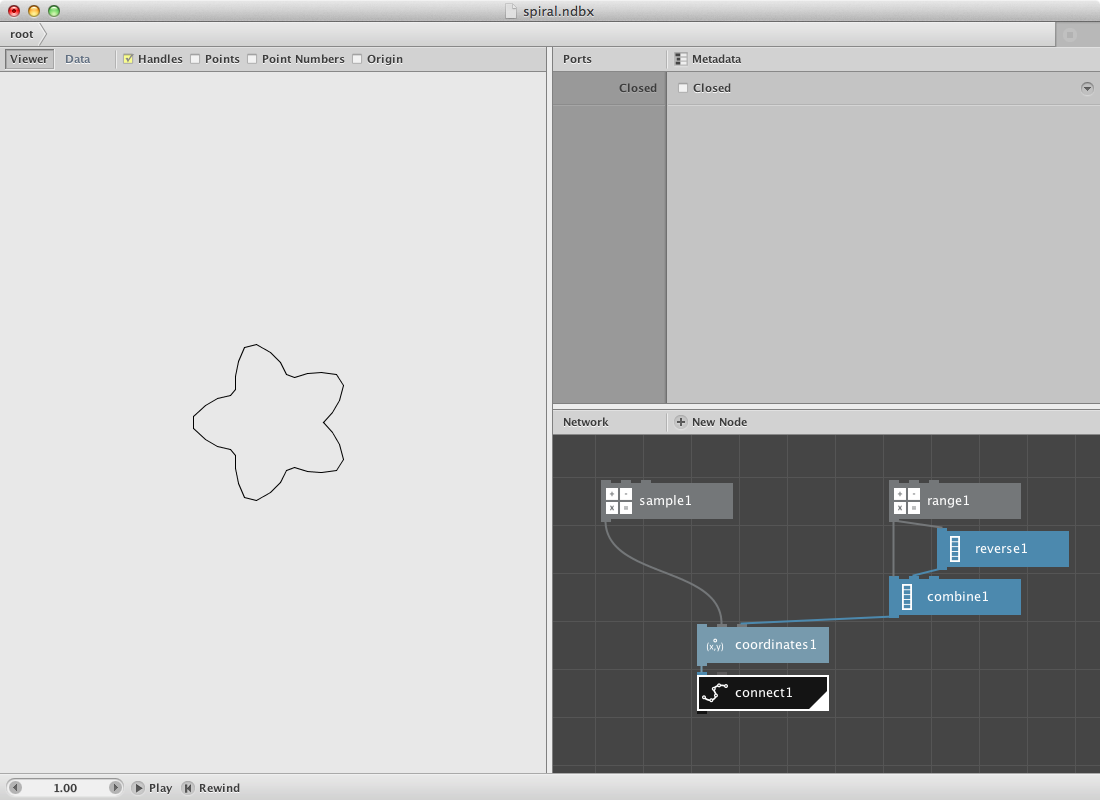 spiral.ndbx
root
Viewer Data Handles Points Point Numbers Origin
Ports Metadata
Closed Closed
Network New Node
sample1 range1
reverse1
combine1
(x,y) coordinates1
connect1
1.00 Play Rewind